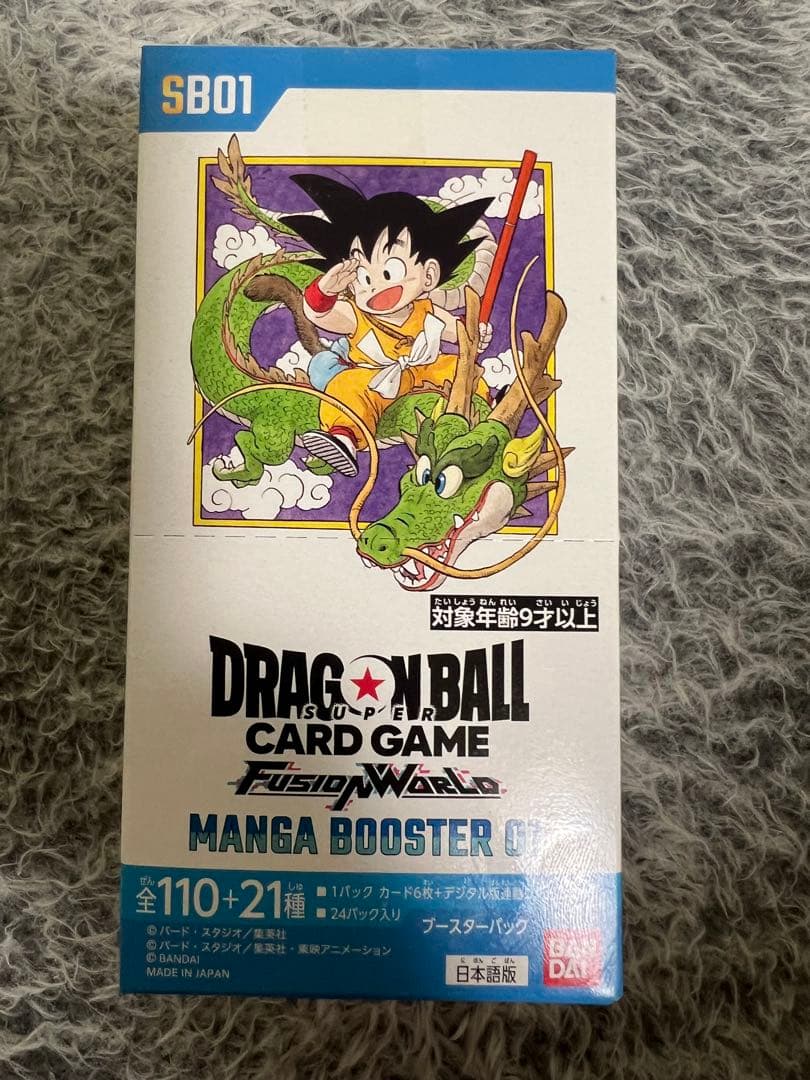 SB01
たいしょうねんれい さいいじょう
対象年齢9才以上
DRAGON BALL
SUPER
CARD GAME
FUSION WORLD
MANGA BOOSTER
ぜん しゅ
全110+21種
■1パック カード6枚+デジタル版連動
■24パック入り
ブースターパック
©バード・スタジオ/集英社
©バード・スタジオ/集英社・東映アニメーション
©BANDAI
MADE IN JAPAN
にほんごばん
日本語版
BANDAI